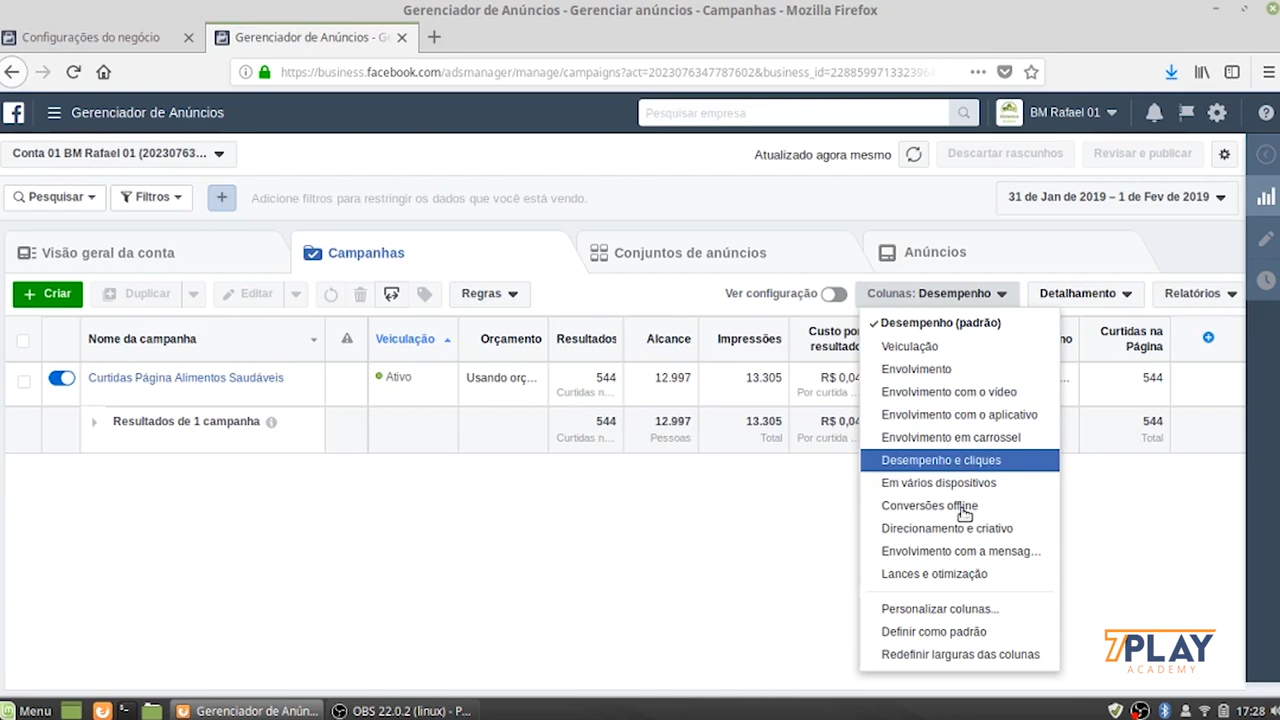 Gerenciador de Anúncios - Gerenciar anúncios - Campanhas - Mozilla Firefox
Configurações do negócio
Gerenciador de Anúncios - Ge
https://business.facebook.com/adsmanager/manage/campaigns?act=2023076347787602&business_id=228859971332396
Gerenciador de Anúncios
Pesquisar empresa
BM Rafael 01
Conta 01 BM Rafael 01 (20230763...
Atualizado agora mesmo
Descartar rascunhos
Revisar e publicar
Pesquisar
Filtros
Adicione filtros para restringir os dados que você está vendo.
31 de Jan de 2019 – 1 de Fev de 2019
Visão geral da conta
Campanhas
Conjuntos de anúncios
Anúncios
+ Criar
Duplicar
Editar
Regras
Ver configuração
Colunas: Desempenho
Detalhamento
Relatórios
Nome da campanha
Veiculação
Orçamento
Resultados
Alcance
Impressões
Custo por
resultado
Curtidas na
Página
Curtidas Página Alimentos Saudáveis
Ativo
Usando orç...
544
Curtidas n...
12.997
13.305
R$ 0,04
Por curtida ...
544
Resultados de 1 campanha
544
Curtidas n...
12.997
Pessoas
13.305
Total
R$ 0,04
Por curtida ...
544
Total
Desempenho (padrão)
Veiculação
Envolvimento
Envolvimento com o vídeo
Envolvimento com o aplicativo
Envolvimento em carrossel
Desempenho e cliques
Em vários dispositivos
Conversões offline
Direcionamento e criativo
Envolvimento com a mensag...
Lances e otimização
Personalizar colunas...
Definir como padrão
Redefinir larguras das colunas
7PLAY
ACADEMY
Menu
Gerenciador de Anún...
OBS 22.0.2 (linux) - P...
17:28